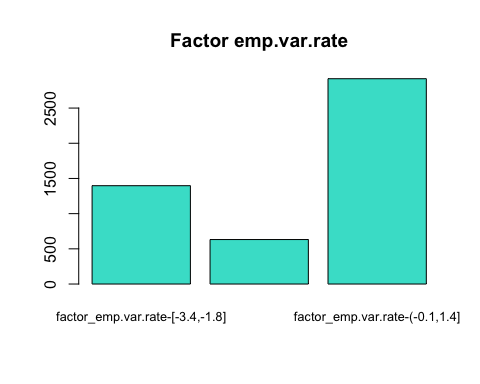 Factor emp.var.rate
2500
1500
500
0
factor_emp.var.rate-[-3.4,-1.8]
factor_emp.var.rate-(-0.1,1.4]